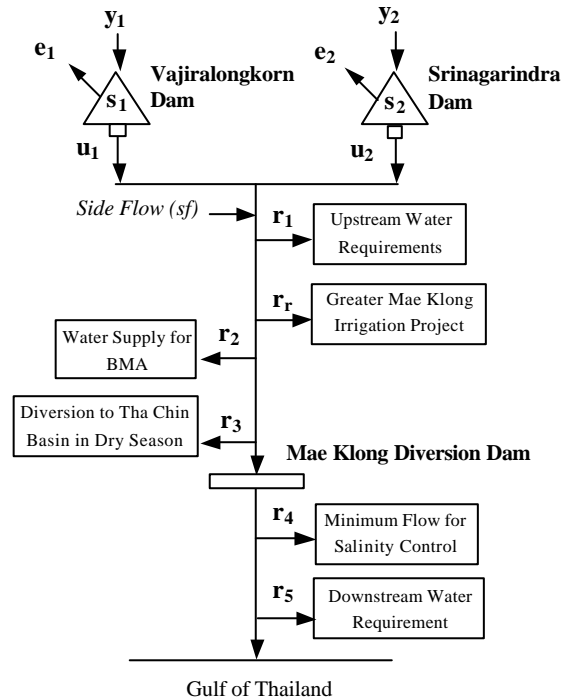 y1
y2
e1
e2
Vajiralongkorn
Dam
Srinagarindra
Dam
s1
s2
u1
u2
Side Flow (sf)
r1
Upstream Water
Requirements
rr
Greater Mae Klong
Irrigation Project
r2
Water Supply for
BMA
r3
Diversion to Tha Chin
Basin in Dry Season
Mae Klong Diversion Dam
r4
Minimum Flow for
Salinity Control
r5
Downstream Water
Requirement
Gulf of Thailand